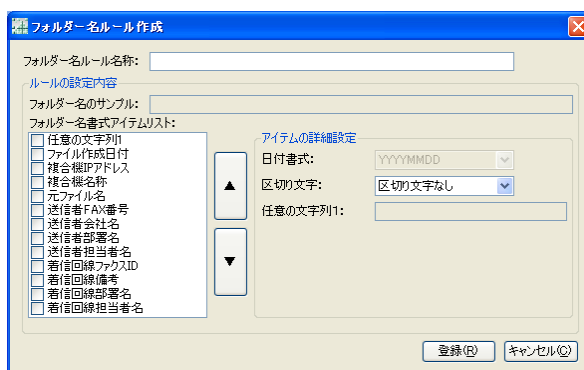 フォルダー名ルール作成
フォルダー名ルール名称:
ルールの設定内容
フォルダー名のサンプル:
フォルダー名書式アイテムリスト:
任意の文字列1
ファイル作成日付
複合機IPアドレス
複合機名称
元ファイル名
送信者FAX番号
送信者会社名
送信者部署名
送信者担当者名
着信回線ファクスID
着信回線備考
着信回線部署名
着信回線担当者名
▲
▼
アイテムの詳細設定
日付書式: YYYYMMDD
区切り文字: 区切り文字なし
任意の文字列1:
登録(R) キャンセル(C)